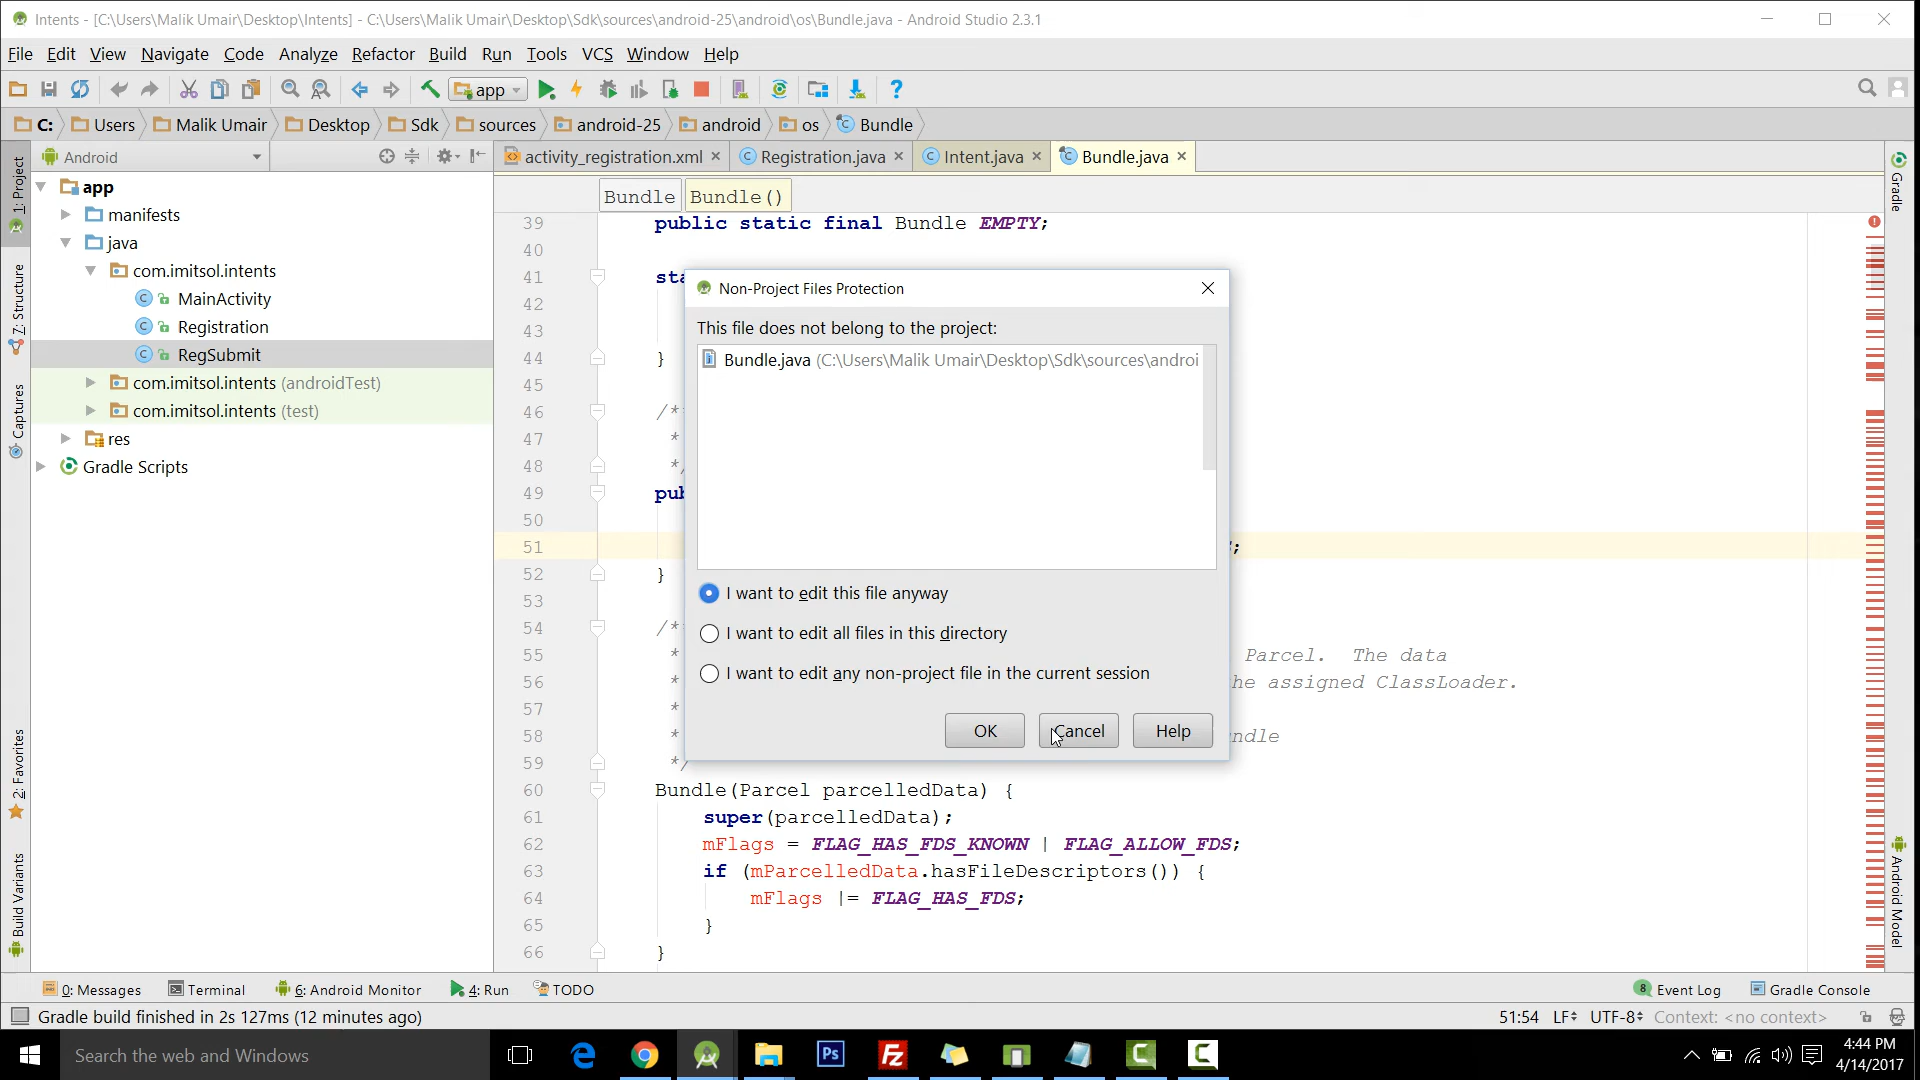 Intents - [C:\Users\Malik Umair\Desktop\Intents] - C:\Users\Malik Umair\Desktop\Sdk\sources\android-25\android\os\Bundle.java - Android Studio 2.3.1
File Edit View Navigate Code Analyze Refactor Build Run Tools VCS Window Help
app
C: Users Malik Umair Desktop Sdk sources android-25 android os Bundle
Android
activity_registration.xml Registration.java Intent.java Bundle.java
Bundle Bundle()
1: Project
7: Structure
Captures
2: Favorites
Build Variants
app
manifests
java
com.imitsol.intents
MainActivity
Registration
RegSubmit
com.imitsol.intents (androidTest)
com.imitsol.intents (test)
res
Gradle Scripts
39 public static final Bundle EMPTY;
40
41 sta
42
43
44 }
45
46 /*
47 *
48 *
49 pub
50
51 ;
52 }
53
54 /*
55 * Parcel. The data
56 * he assigned ClassLoader.
57 *
58 * ndle
59 */
60 Bundle(Parcel parcelledData) {
61 super(parcelledData);
62 mFlags = FLAG_HAS_FDS_KNOWN | FLAG_ALLOW_FDS;
63 if (mParcelledData.hasFileDescriptors()) {
64 mFlags |= FLAG_HAS_FDS;
65 }
66 }
Non-Project Files Protection
This file does not belong to the project:
Bundle.java (C:\Users\Malik Umair\Desktop\Sdk\sources\androi
I want to edit this file anyway
I want to edit all files in this directory
I want to edit any non-project file in the current session
OK Cancel Help
Gradle
Android Model
0: Messages Terminal 6: Android Monitor 4: Run TODO 8 Event Log Gradle Console
Gradle build finished in 2s 127ms (12 minutes ago) 51:54 LF UTF-8 Context: <no context>
Search the web and Windows
Ps
Fz
4:44 PM
4/14/2017